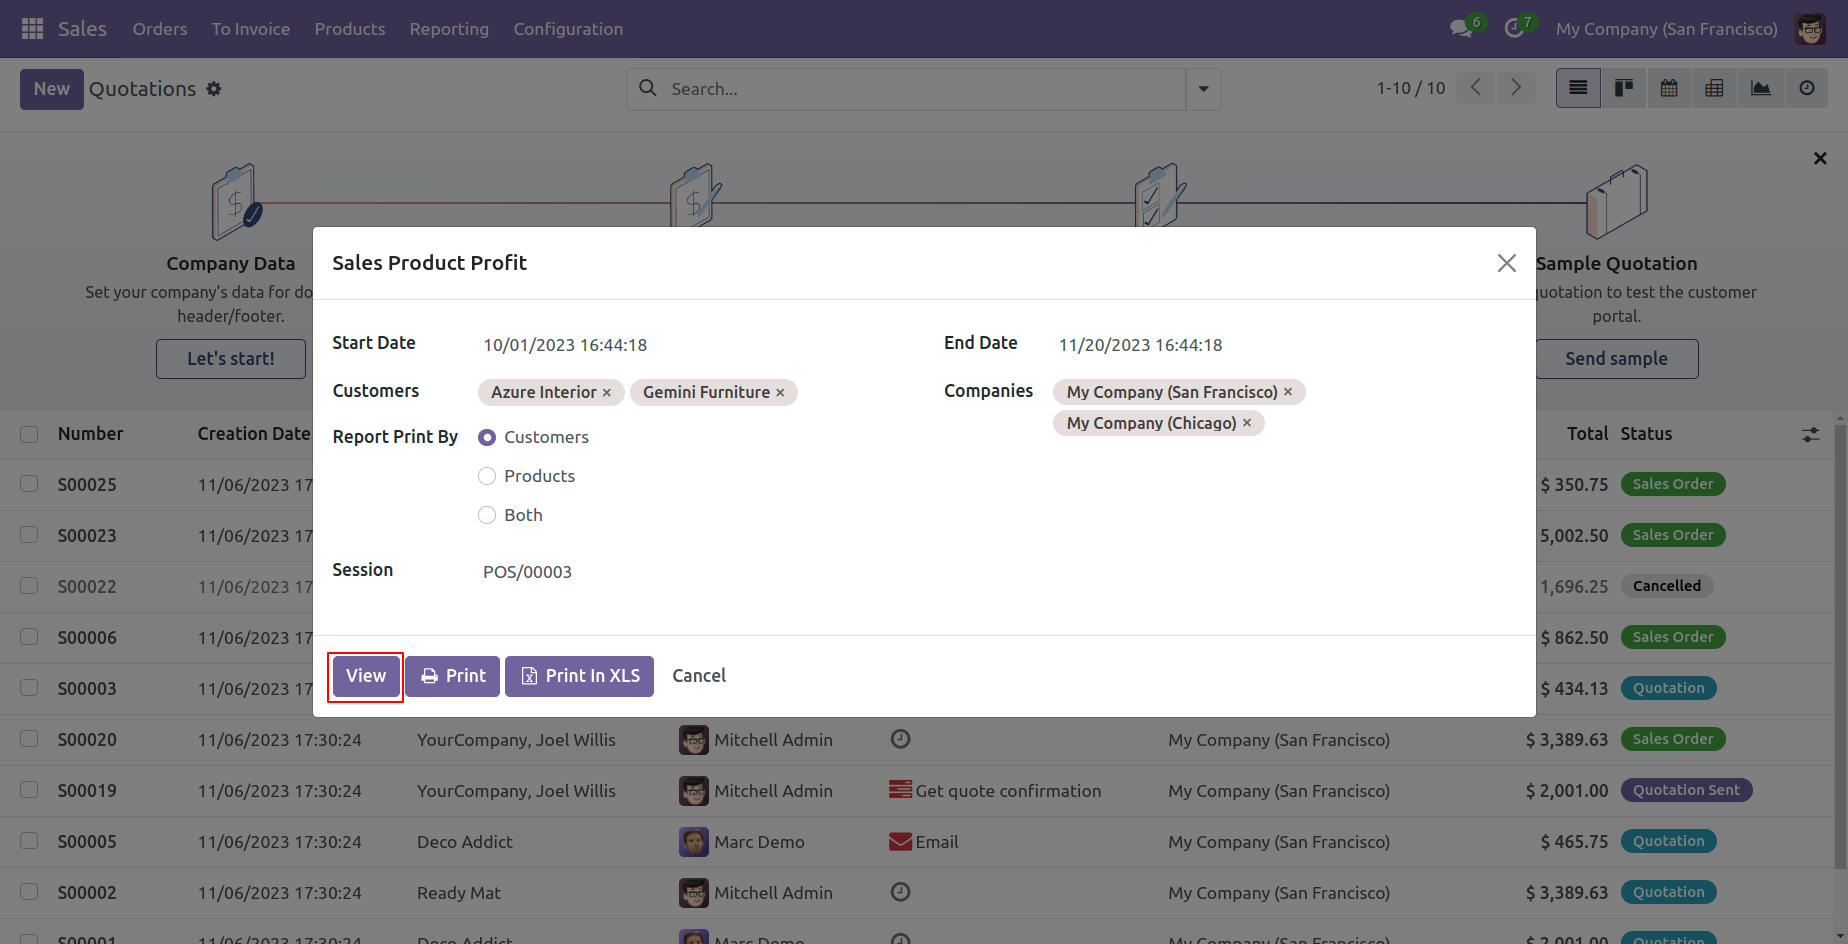 Sales Orders To Invoice Products Reporting Configuration 6 7 My Company (San Francisco)
New Quotations Search... 1-10 / 10
Company Data Sample Quotation
Set your company's data for do quotation to test the customer
header/footer. portal.
Let's start! Send sample
Sales Product Profit
Start Date 10/01/2023 16:44:18 End Date 11/20/2023 16:44:18
Customers Azure Interior × Gemini Furniture × Companies My Company (San Francisco) ×
My Company (Chicago) ×
Report Print By Customers
Products
Both
Session POS/00003
View Print Print In XLS Cancel
Number Creation Date Total Status
S00025 11/06/2023 17 $ 350.75 Sales Order
S00023 11/06/2023 17 5,002.50 Sales Order
S00022 11/06/2023 17 1,696.25 Cancelled
S00006 11/06/2023 17 $ 862.50 Sales Order
S00003 11/06/2023 17 $ 434.13 Quotation
S00020 11/06/2023 17:30:24 YourCompany, Joel Willis Mitchell Admin My Company (San Francisco) $ 3,389.63 Sales Order
S00019 11/06/2023 17:30:24 YourCompany, Joel Willis Mitchell Admin Get quote confirmation My Company (San Francisco) $ 2,001.00 Quotation Sent
S00005 11/06/2023 17:30:24 Deco Addict Marc Demo Email My Company (San Francisco) $ 465.75 Quotation
S00002 11/06/2023 17:30:24 Ready Mat Mitchell Admin My Company (San Francisco) $ 3,389.63 Quotation
S00001 11/06/2023 17:30:24 Deco Addict Marc Demo My Company (San Francisco) $ 2,001.00 Quotation